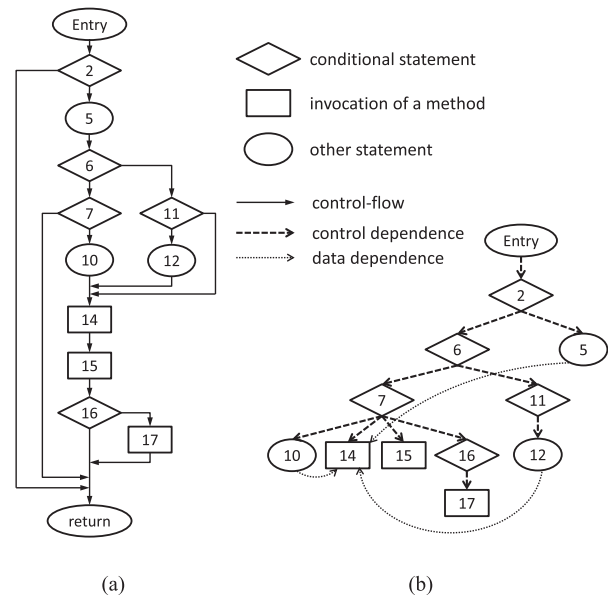 Entry
2
5
6
7
11
10
12
14
15
16
17
return
(a)
conditional statement
invocation of a method
other statement
control-flow
control dependence
data dependence
Entry
2
6
5
7
11
10
14
15
16
12
17
(b)